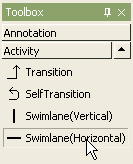 Toolbox
Annotation
Activity
Transition
SelfTransition
Swimlane(Vertical)
Swimlane(Horizontal)